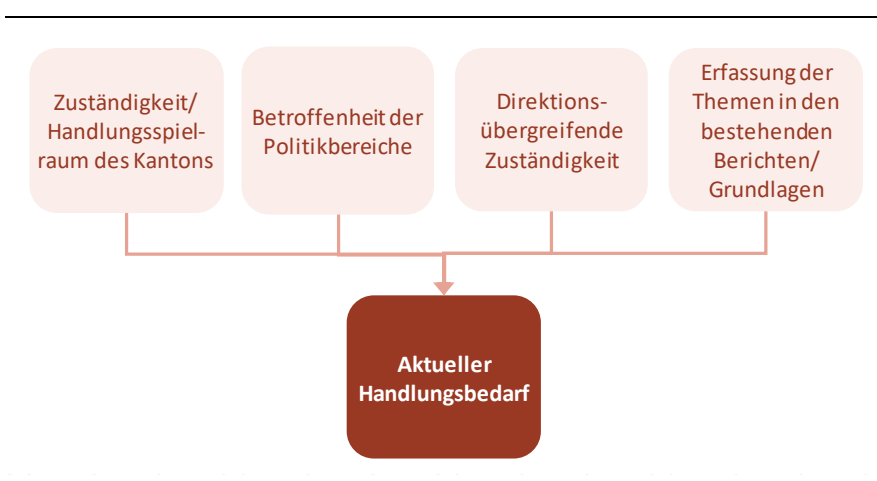 Zuständigkeit/
Handlungsspiel-
raum des Kantons
Betroffenheit der
Politikbereiche
Direktions-
übergreifende
Zuständigkeit
Erfassung der
Themen in den
bestehenden
Berichten/
Grundlagen
Aktueller
Handlungsbedarf